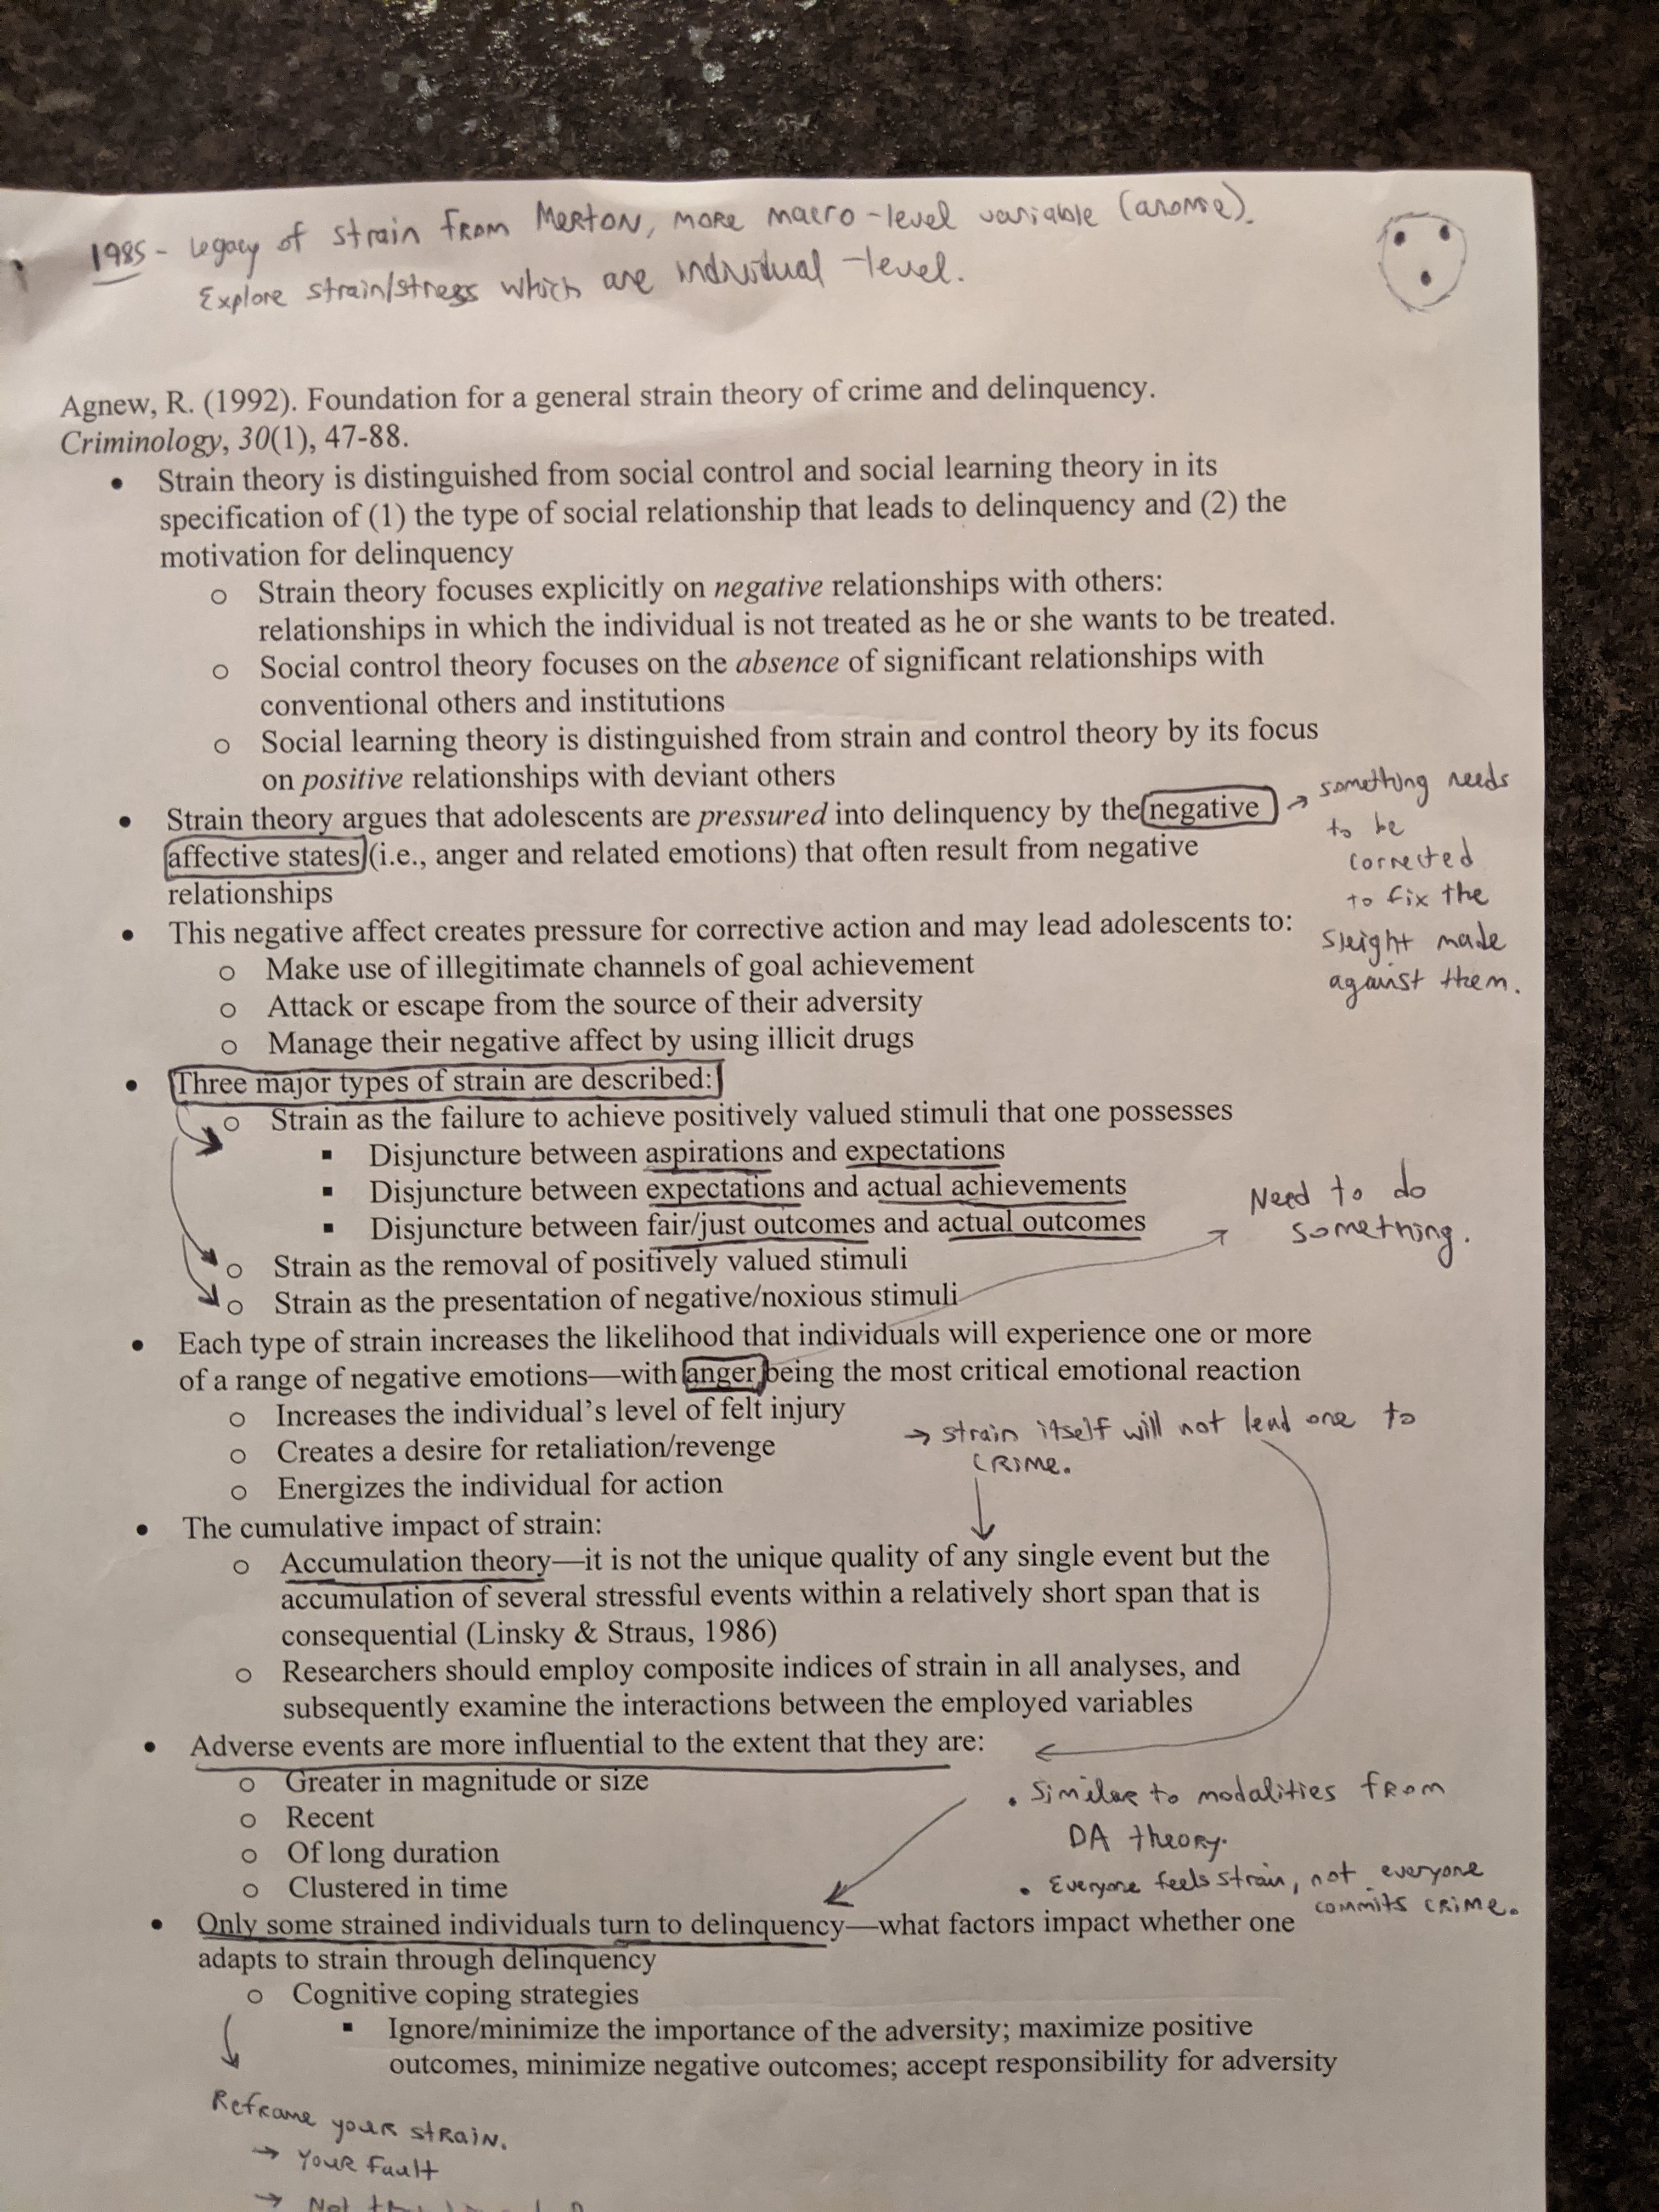 1985 - Legacy of strain from Merton, more macro-level variable (anomie).
Explore strain/stress which are individual-level.
Agnew, R. (1992). Foundation for a general strain theory of crime and delinquency.
Criminology, 30(1), 47-88.
• Strain theory is distinguished from social control and social learning theory in its
specification of (1) the type of social relationship that leads to delinquency and (2) the
motivation for delinquency
o Strain theory focuses explicitly on negative relationships with others:
relationships in which the individual is not treated as he or she wants to be treated.
o Social control theory focuses on the absence of significant relationships with
conventional others and institutions
o Social learning theory is distinguished from strain and control theory by its focus
on positive relationships with deviant others
• Strain theory argues that adolescents are pressured into delinquency by the negative
affective states (i.e., anger and related emotions) that often result from negative
relationships
→ something needs
to be
corrected
to fix the
sleight made
against them.
• This negative affect creates pressure for corrective action and may lead adolescents to:
o Make use of illegitimate channels of goal achievement
o Attack or escape from the source of their adversity
o Manage their negative affect by using illicit drugs
• Three major types of strain are described:
o Strain as the failure to achieve positively valued stimuli that one possesses
▪ Disjuncture between aspirations and expectations
▪ Disjuncture between expectations and actual achievements
▪ Disjuncture between fair/just outcomes and actual outcomes
o Strain as the removal of positively valued stimuli
o Strain as the presentation of negative/noxious stimuli
Need to do
something.
• Each type of strain increases the likelihood that individuals will experience one or more
of a range of negative emotions—with anger being the most critical emotional reaction
o Increases the individual's level of felt injury
o Creates a desire for retaliation/revenge
o Energizes the individual for action
→ strain itself will not lead one to
crime.
• The cumulative impact of strain:
o Accumulation theory—it is not the unique quality of any single event but the
accumulation of several stressful events within a relatively short span that is
consequential (Linsky & Straus, 1986)
o Researchers should employ composite indices of strain in all analyses, and
subsequently examine the interactions between the employed variables
• Adverse events are more influential to the extent that they are:
o Greater in magnitude or size
o Recent
o Of long duration
o Clustered in time
• Similar to modalities from
DA theory.
• Everyone feels strain, not everyone
commits crime.
• Only some strained individuals turn to delinquency—what factors impact whether one
adapts to strain through delinquency
o Cognitive coping strategies
▪ Ignore/minimize the importance of the adversity; maximize positive
outcomes, minimize negative outcomes; accept responsibility for adversity
Reframe your strain.
→ Your fault
→ Not